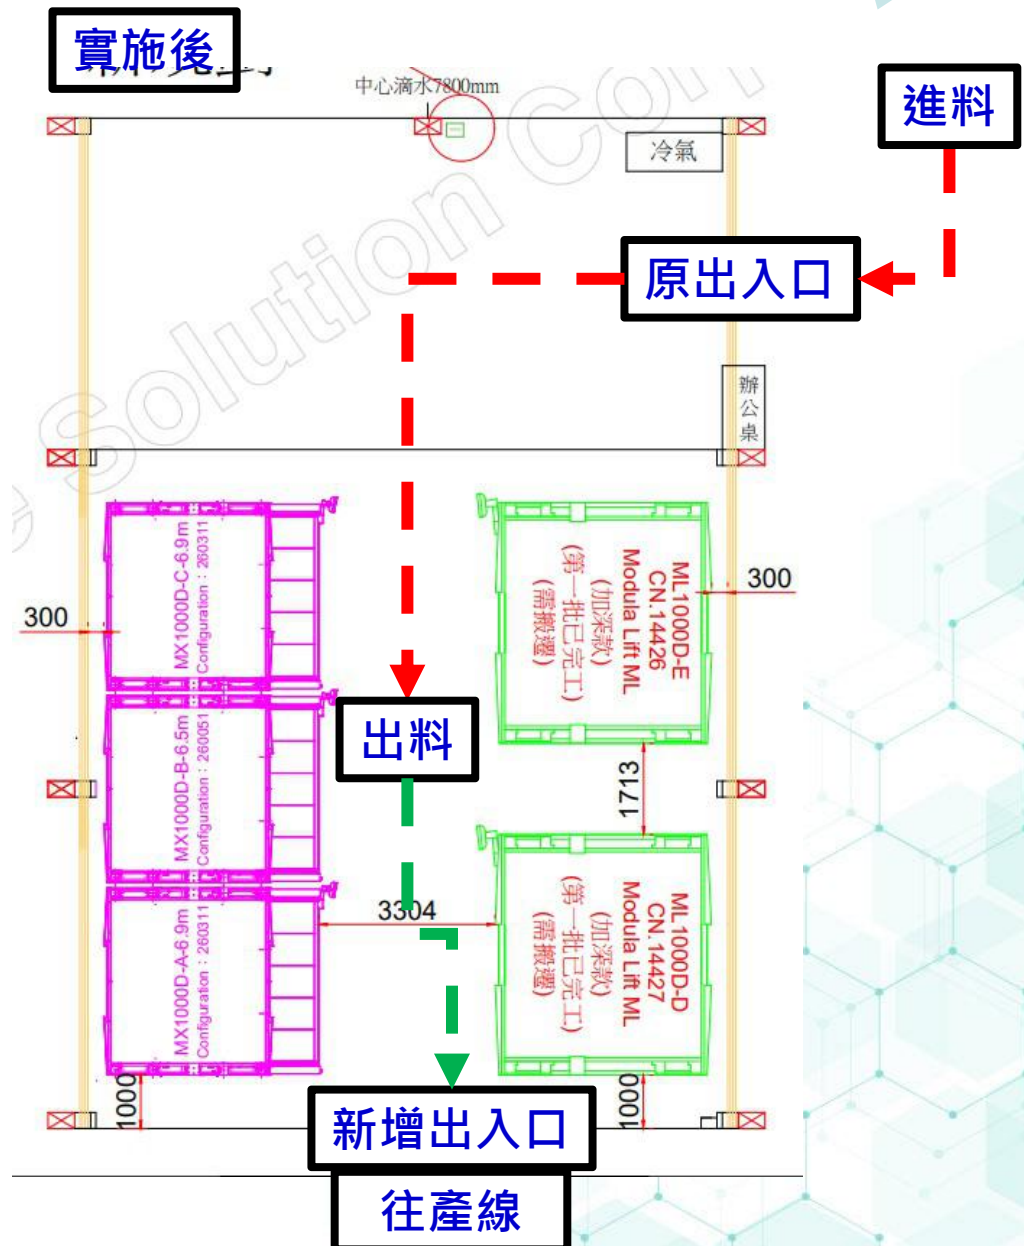 實施後
中心滴水7800mm
進料
冷氣
原出入口
辦公桌
Solution Con
300
MX1000D-C-6.9m
Configuration：260311
ML1000D-E
CN.14426
Modula Lift ML
(加深款)
(第一批已完工)
(需搬遷)
300
出料
MX1000D-B-6.5m
Configuration：260051
1713
3304
MX1000D-A-6.9m
Configuration：260311
ML1000D-D
CN.14427
Modula Lift ML
(加深款)
(第一批已完工)
(需搬遷)
1000
1000
新增出入口
往產線